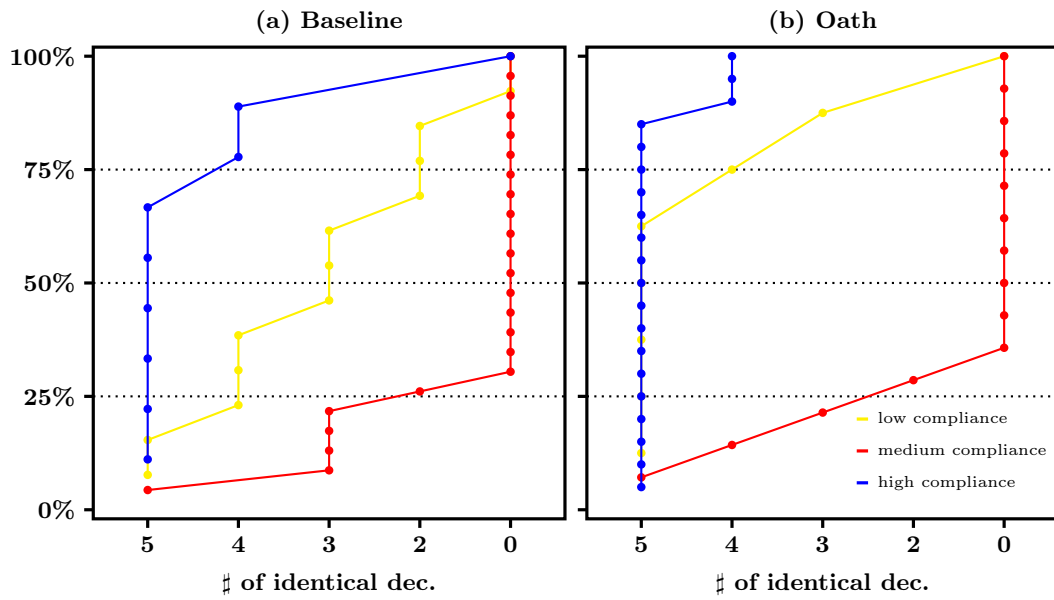 (a) Baseline
(b) Oath
100%
75%
50%
25%
0%
5 4 3 2 0
5 4 3 2 0
♯ of identical dec.
♯ of identical dec.
low compliance
medium compliance
high compliance